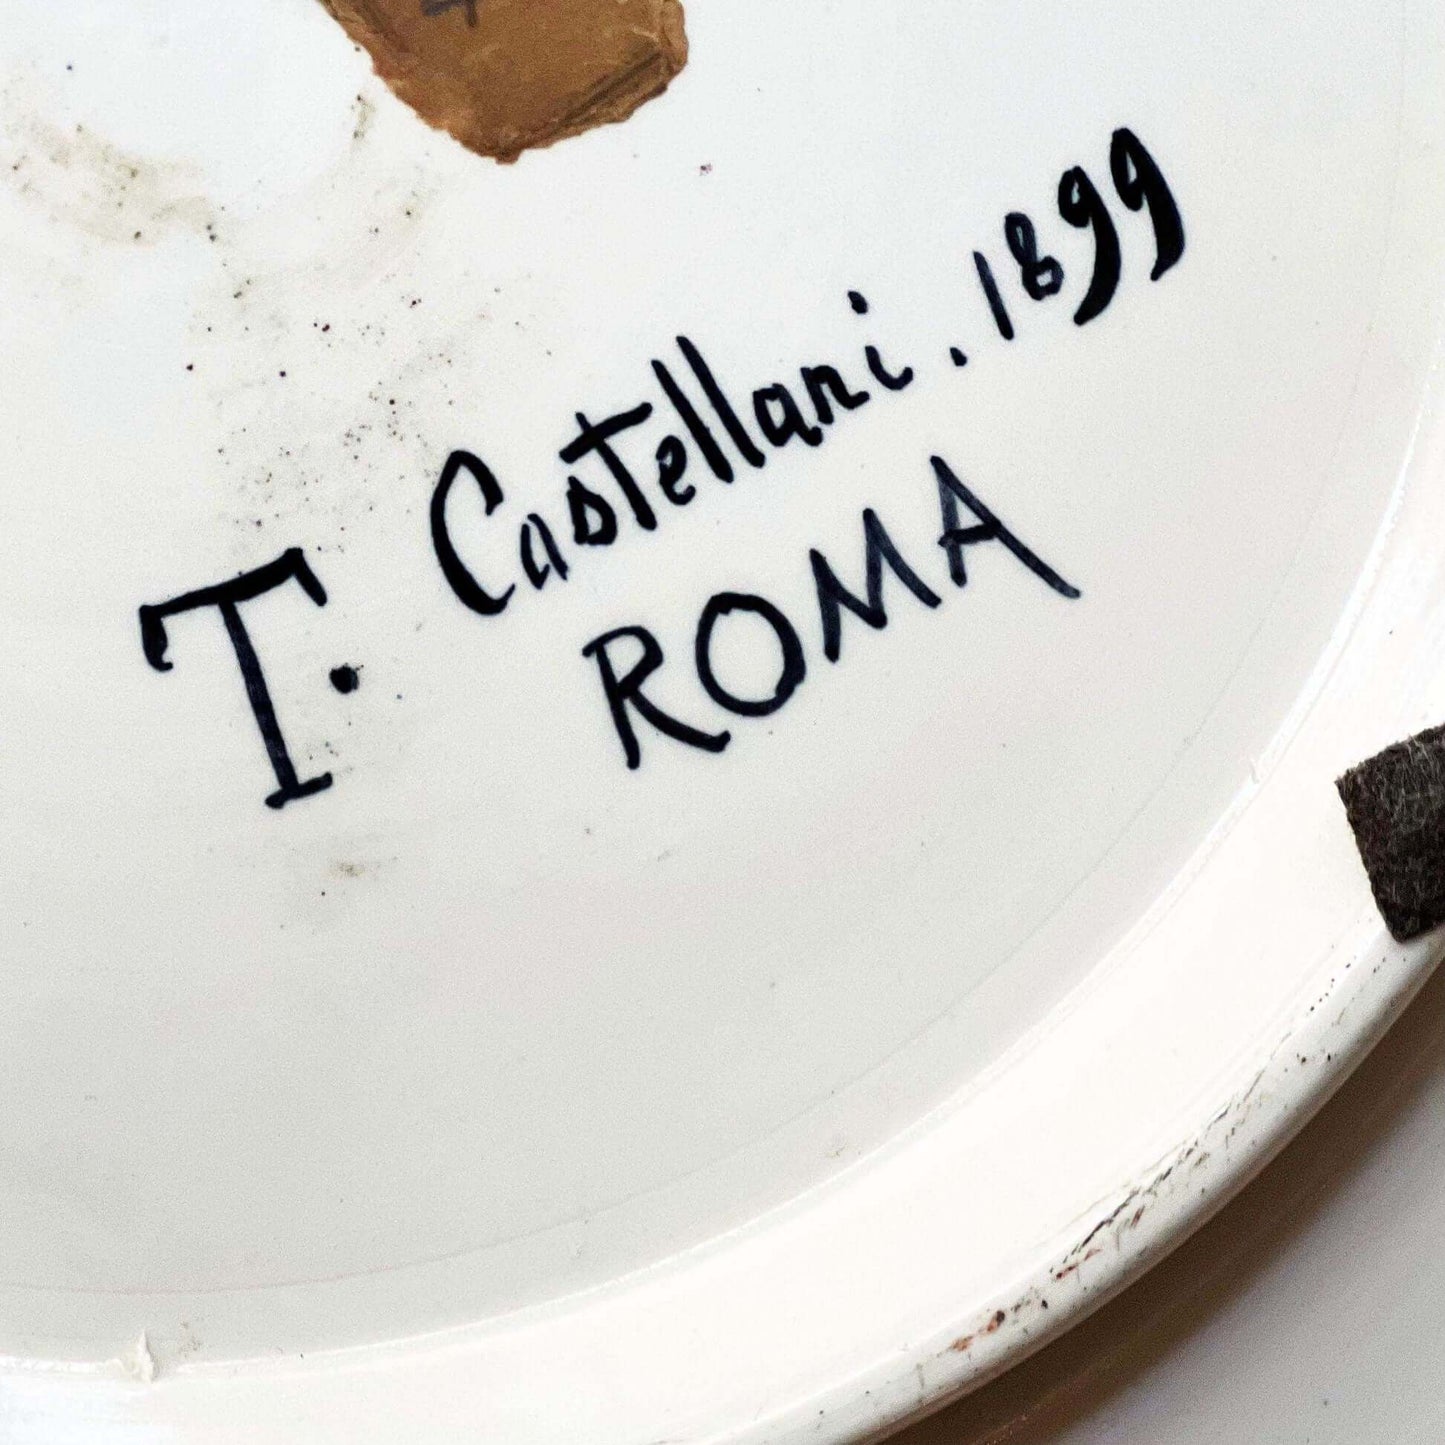 T. Castellani. 1899
ROMA